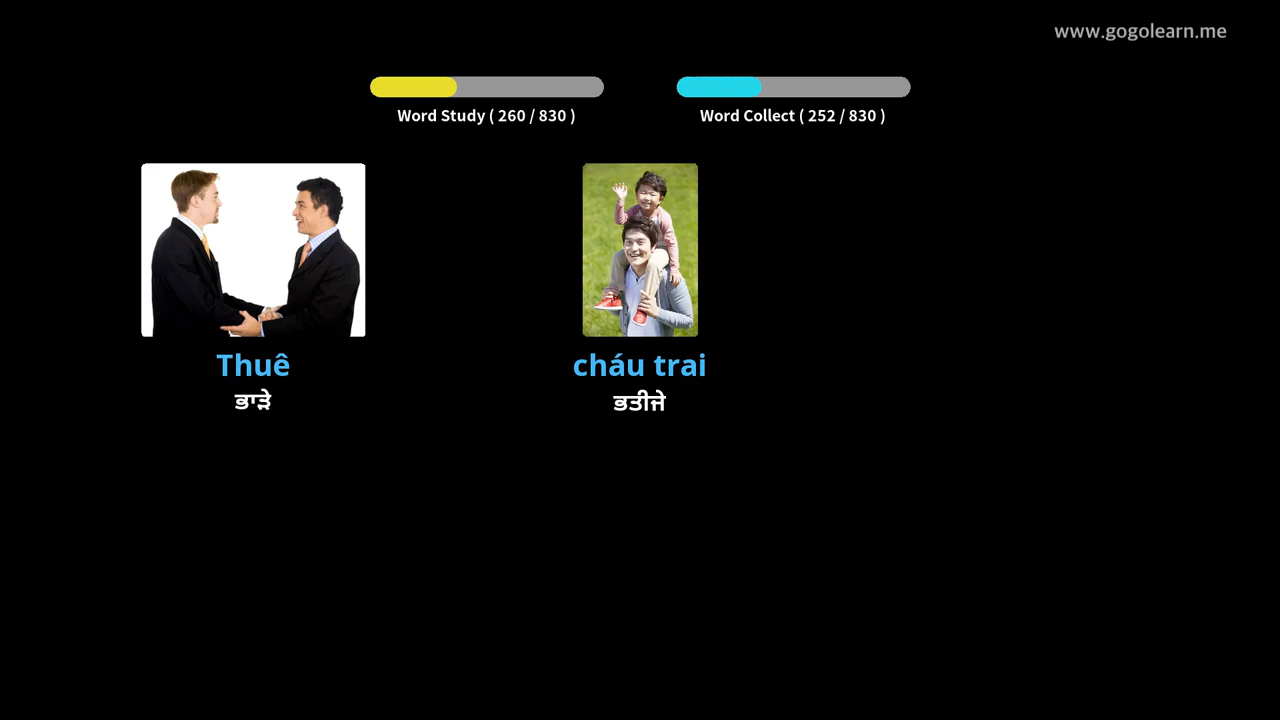 www.gogolearn.me
Word Study ( 260 / 830 )
Word Collect ( 252 / 830 )
Thuê
ਭਾੜੇ
cháu trai
ਭਤੀਜੇ